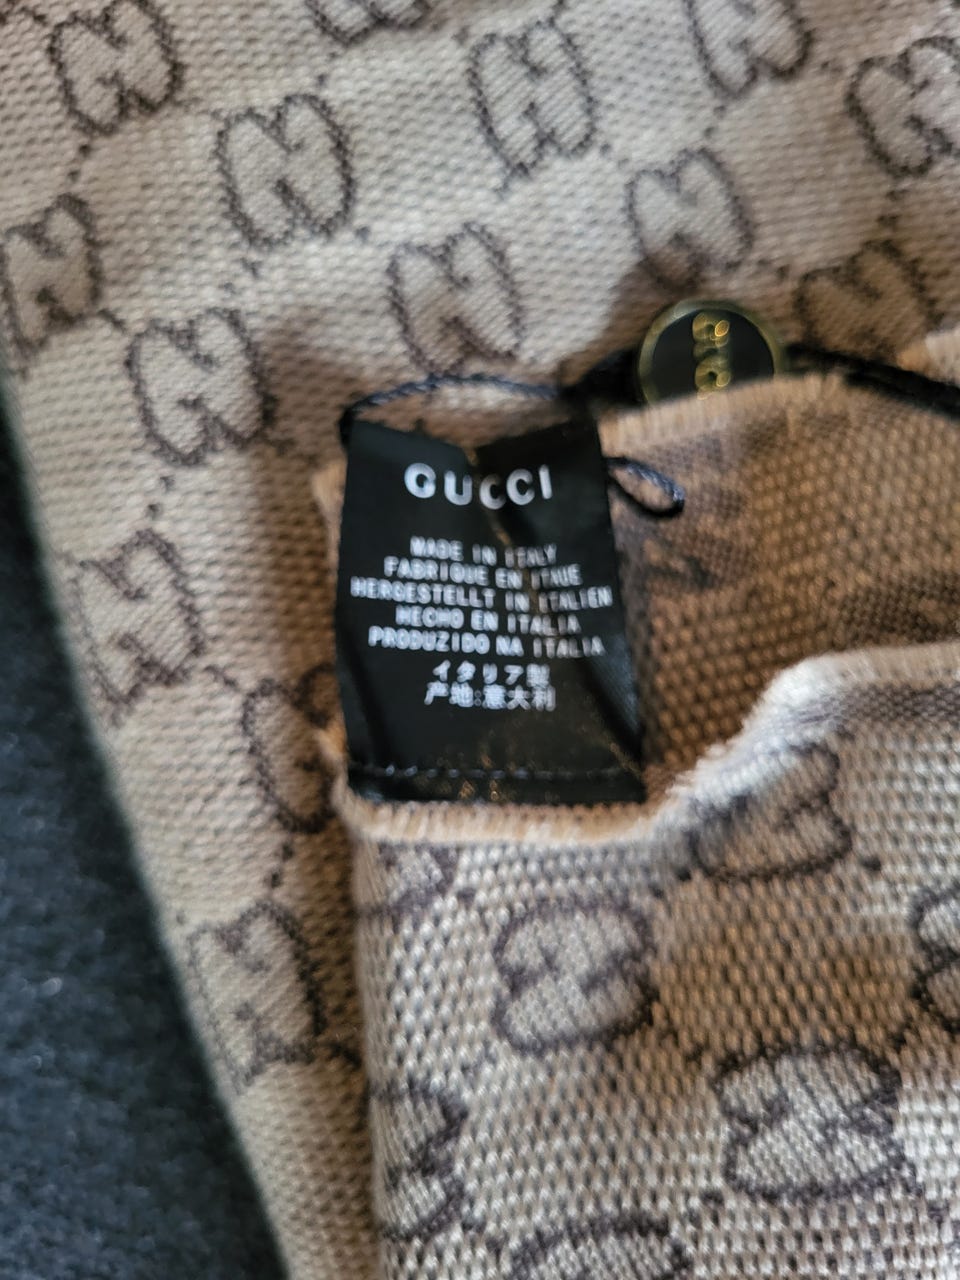 GUCCI
MADE IN ITALY
FABRIQUE EN ITALIE
HERGESTELLT IN ITALIEN
HECHO EN ITALIA
PRODUZIDO NA ITALIA
イタリア製
产地:意大利